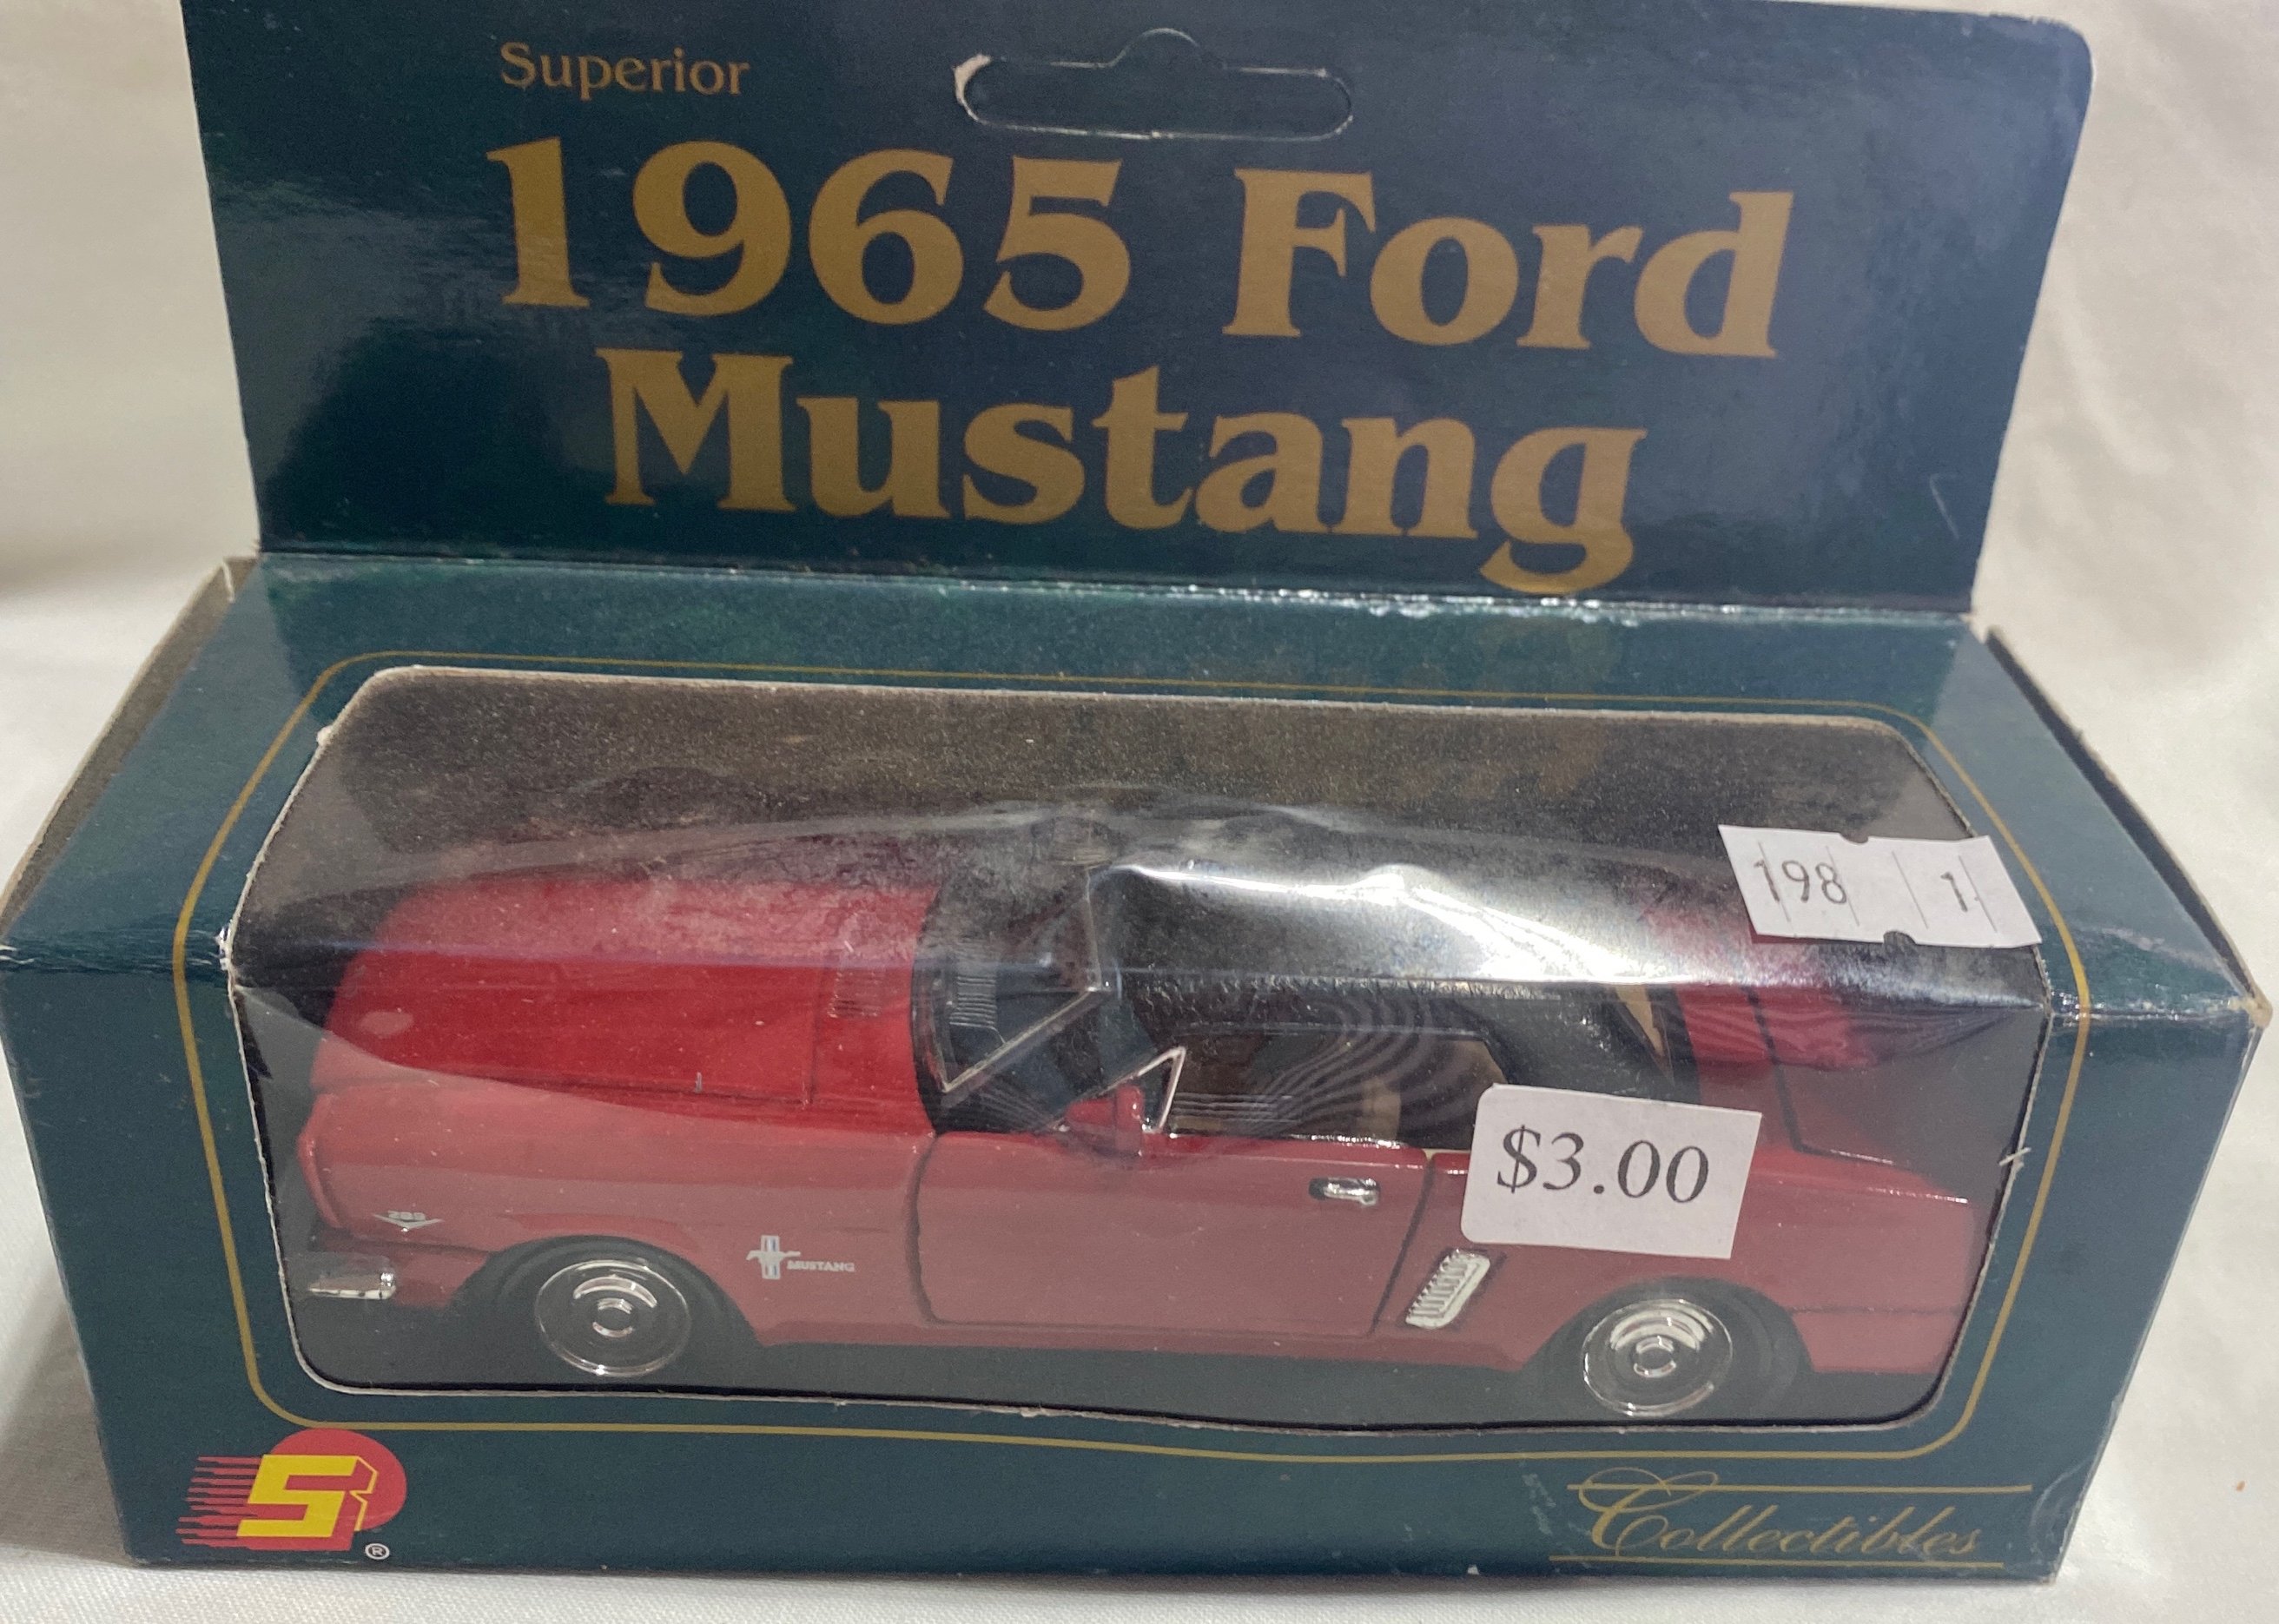 Superior
1965 Ford
Mustang
198 1
$3.00
289
MUSTANG
S
®
Collectibles